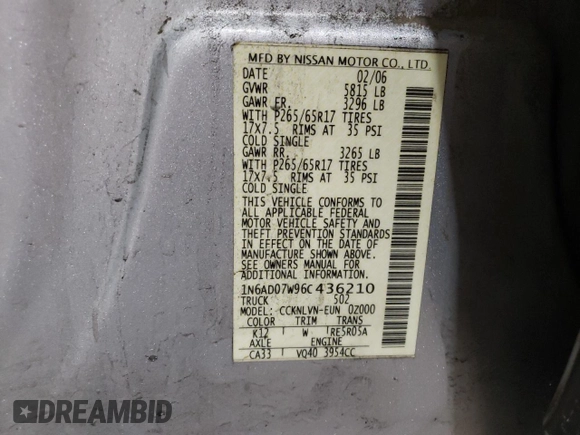 MFD BY NISSAN MOTOR CO., LTD.
DATE 02/06
GVWR 5815 LB
GAWR FR. 3296 LB
WITH P265/65R17 TIRES
17X7.5 RIMS AT 35 PSI
COLD SINGLE
GAWR RR. 3265 LB
WITH P265/65R17 TIRES
17X7.5 RIMS AT 35 PSI
COLD SINGLE
THIS VEHICLE CONFORMS TO
ALL APPLICABLE FEDERAL
MOTOR VEHICLE SAFETY AND
THEFT PREVENTION STANDARDS
IN EFFECT ON THE DATE OF
MANUFACTURE SHOWN ABOVE.
SEE OWNERS MANUAL FOR
ADDITIONAL INFORMATION.
1N6AD07W96C436210
TRUCK 502
MODEL: CCKNLVN-EUN 0Z000
COLOR TRIM TRANS
K12 W RE5R05A
AXLE ENGINE
CA33 VQ40 3954CC
DREAMBID